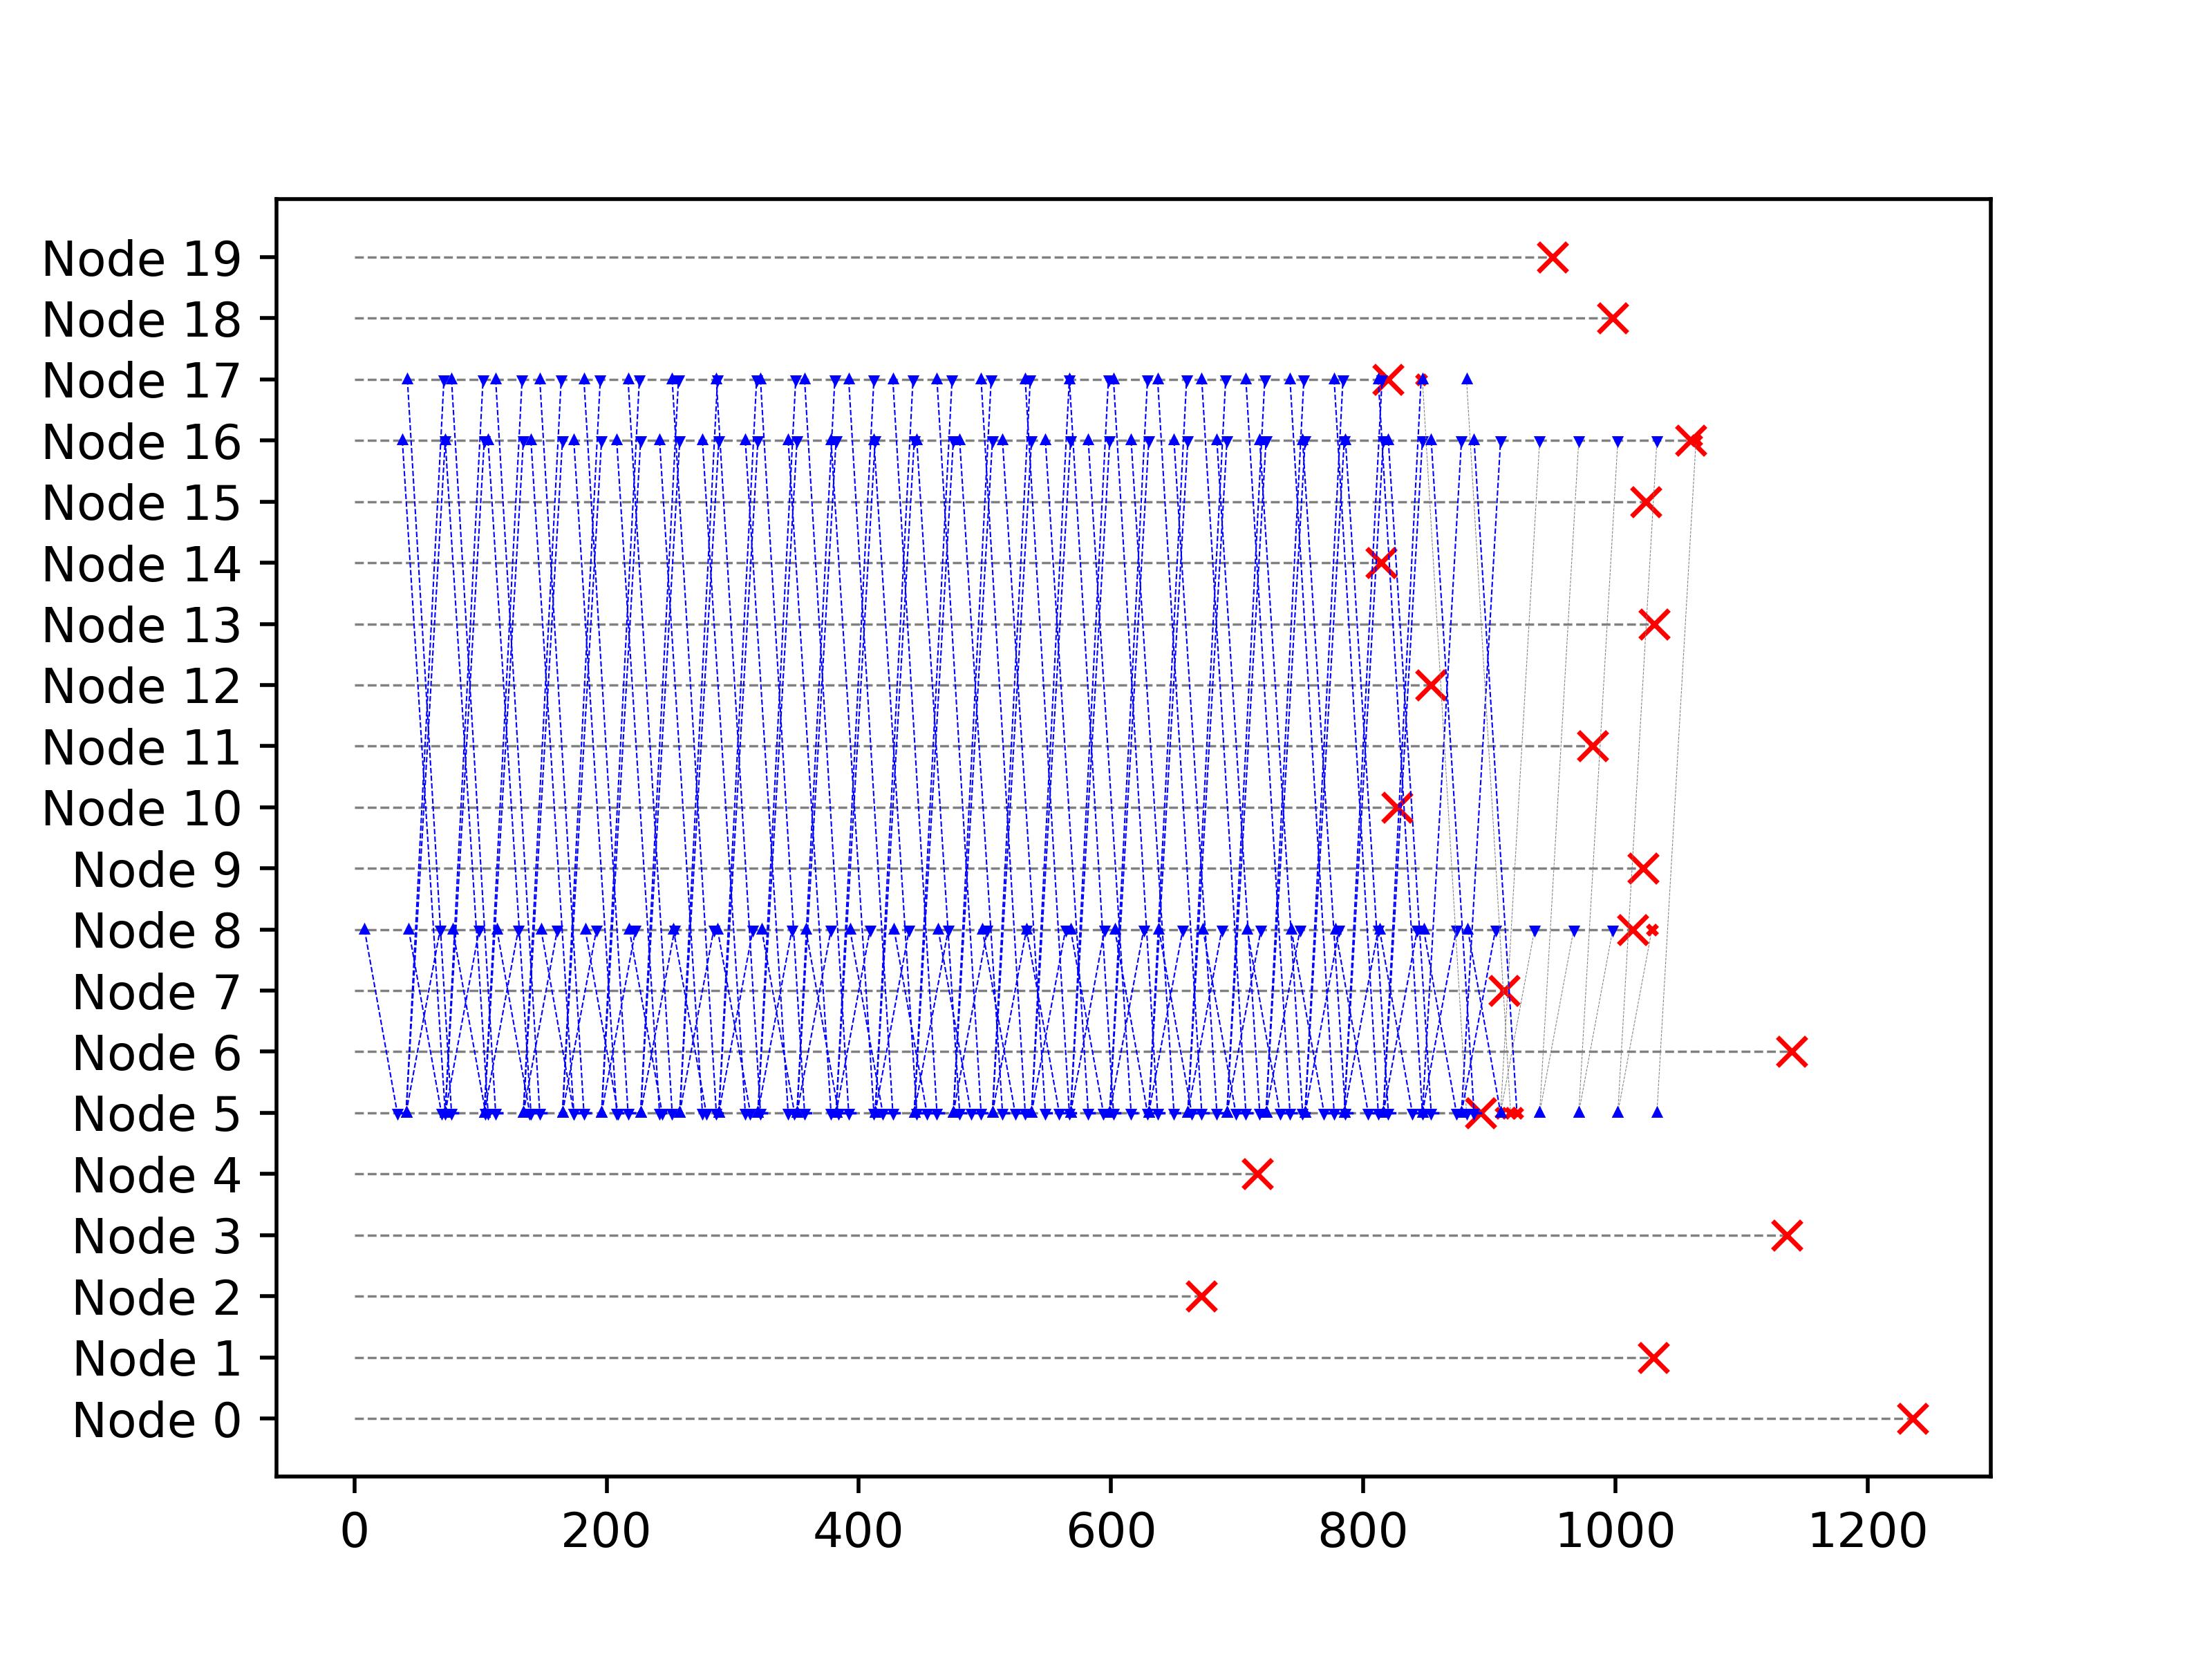 Node 19
Node 18
Node 17
Node 16
Node 15
Node 14
Node 13
Node 12
Node 11
Node 10
Node 9
Node 8
Node 7
Node 6
Node 5
Node 4
Node 3
Node 2
Node 1
Node 0
0 200 400 600 800 1000 1200